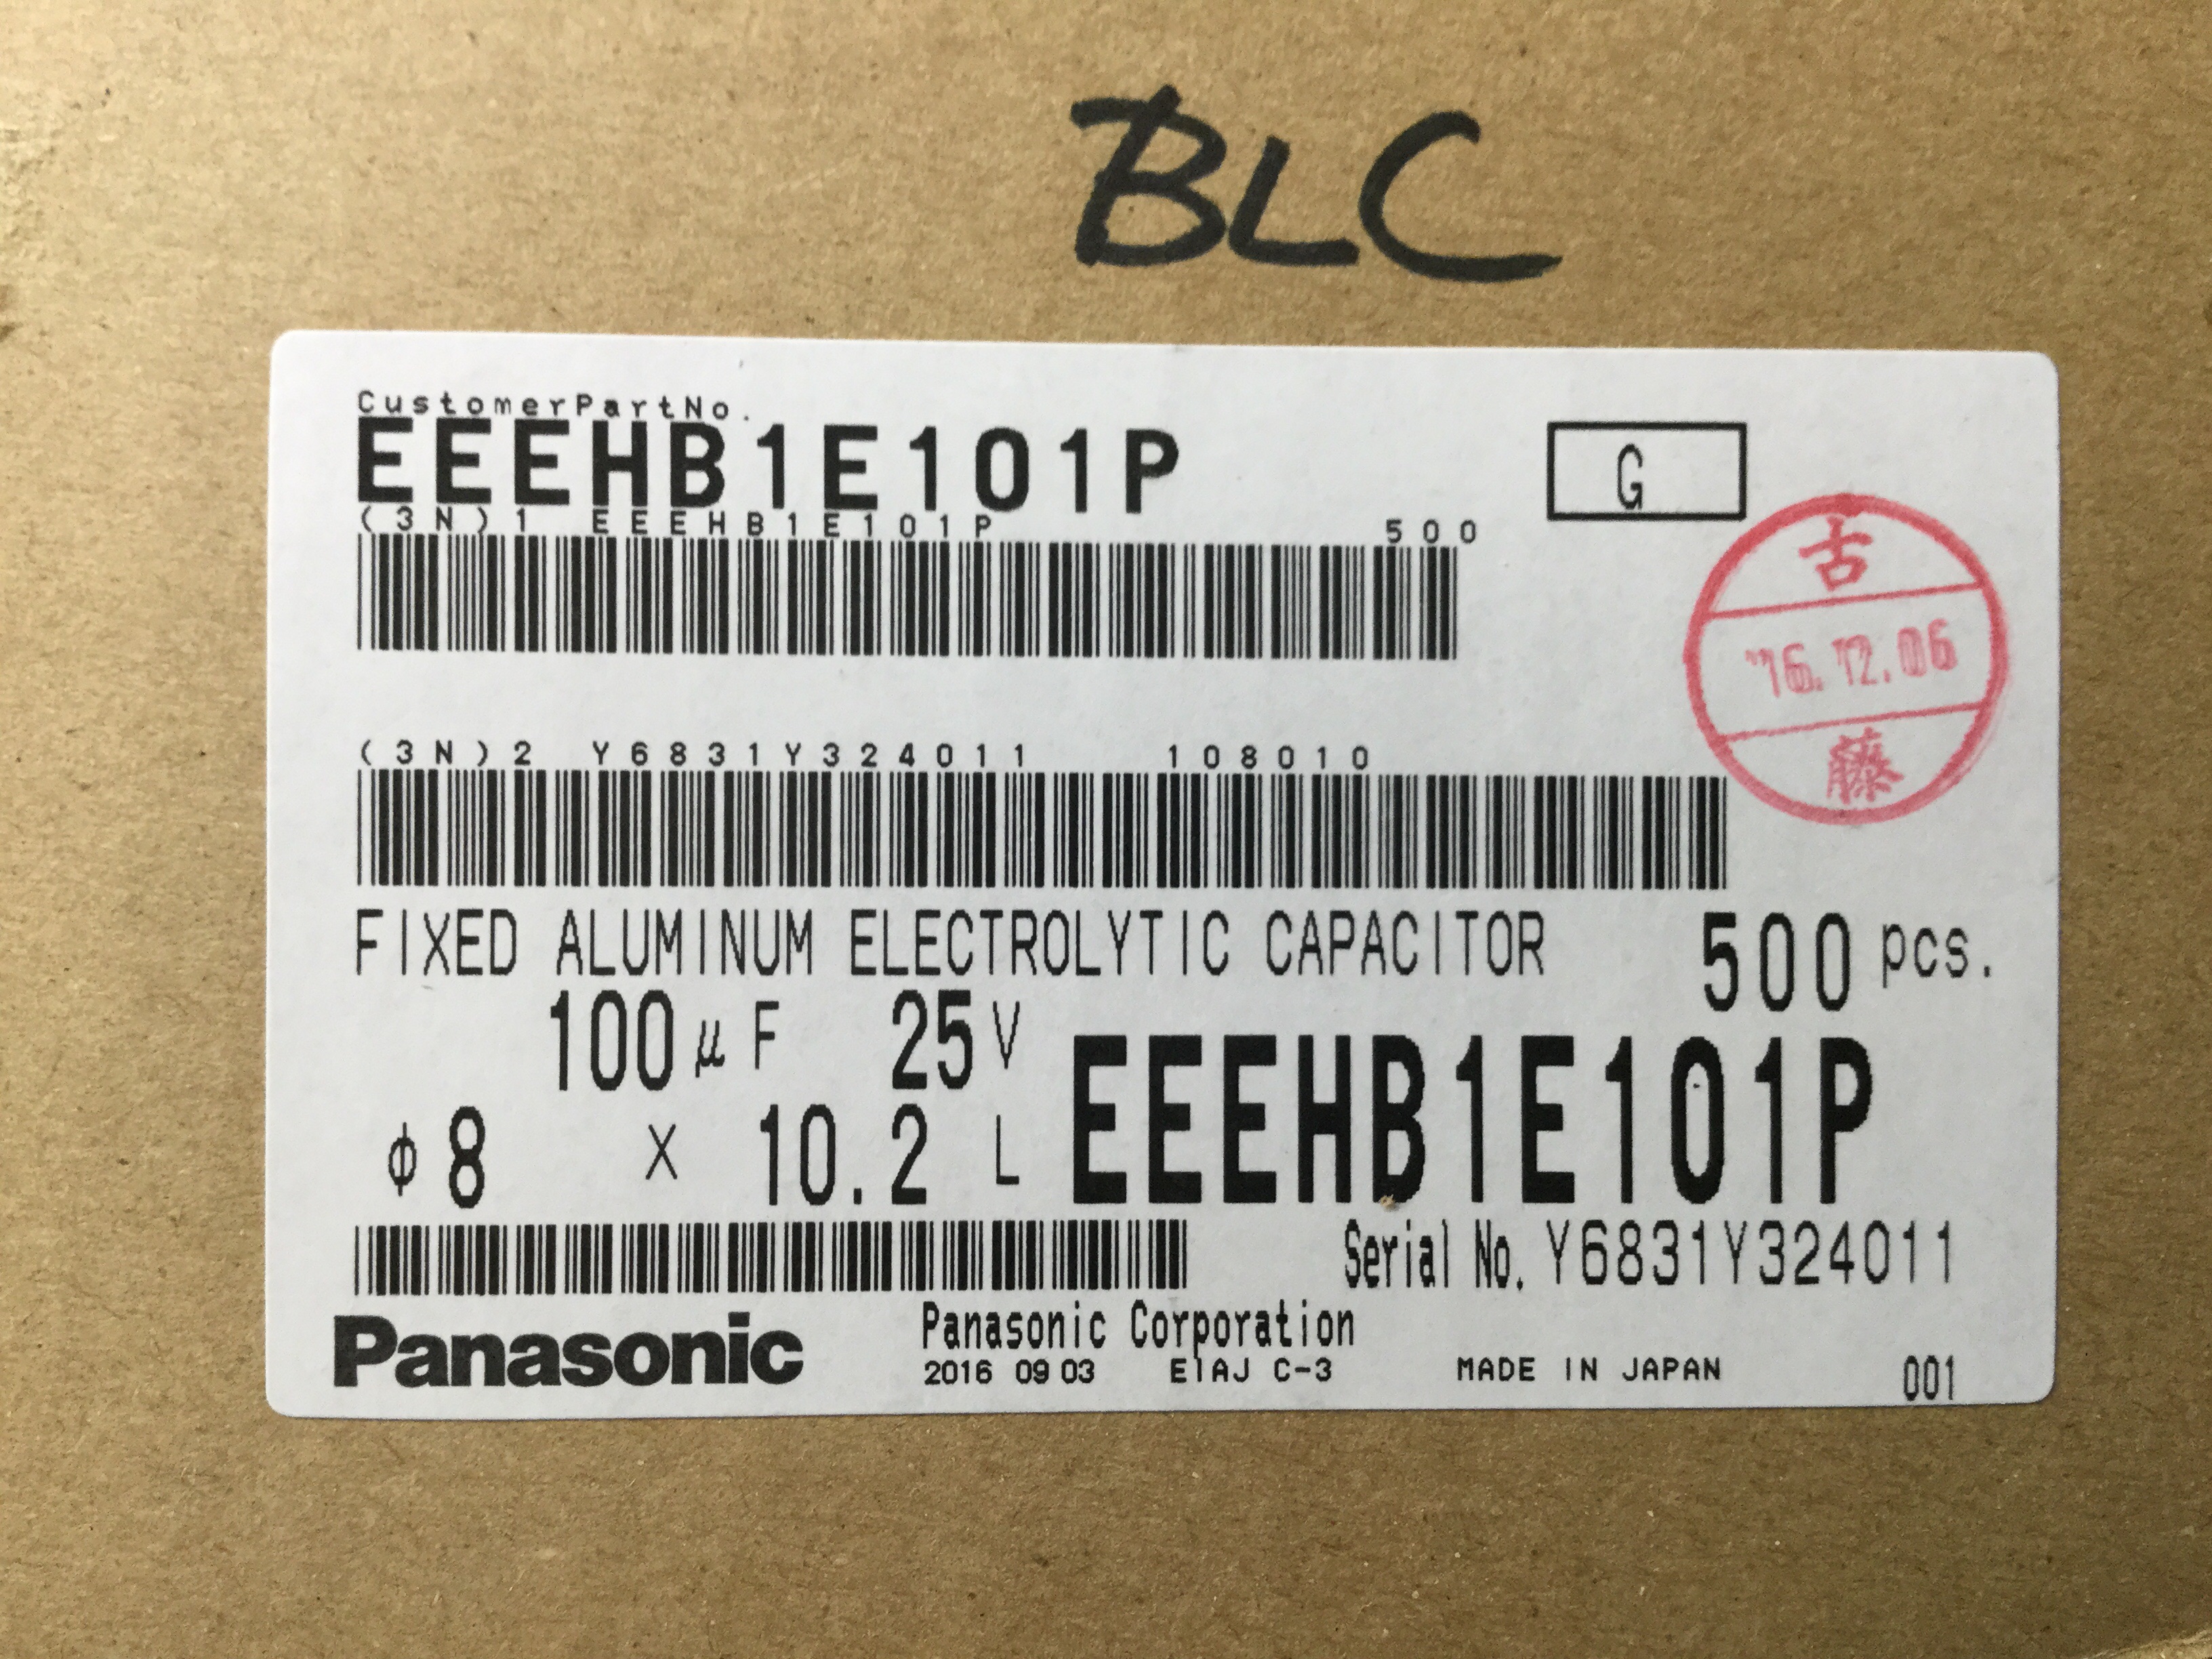 BLC
CustomerPartNo.
EEEHB1E101P
G
(3N)1 EEEHB1E101P 500
古
'16.12.06
藤
(3N)2 Y6831Y324011 108010
FIXED ALUMINUM ELECTROLYTIC CAPACITOR 500 pcs.
100 μF 25V
EEEHB1E101P
φ8 × 10.2 L
Serial No. Y6831Y324011
Panasonic
Panasonic Corporation
2016 09 03 EIAJ C-3 MADE IN JAPAN 001